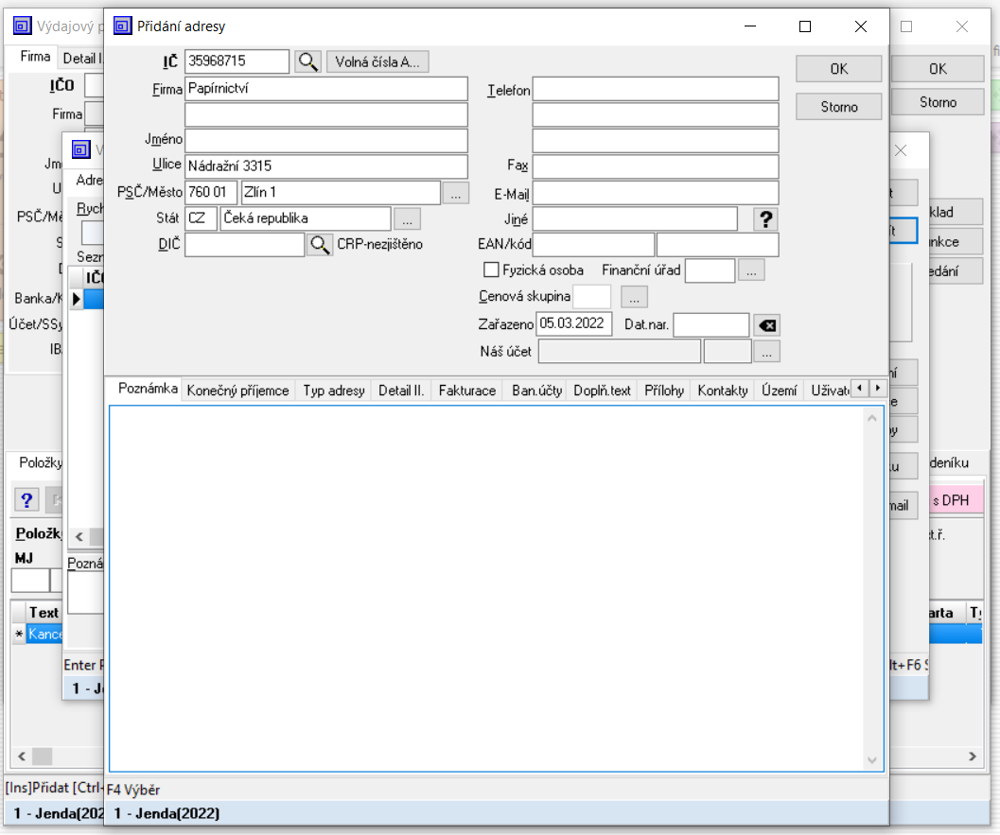 Výdajový p
Přidání adresy
Firma
Detail I.
IČO
Firma
PSČ/Mě
Banka/K
Účet/SSy
IB
Položky
Položk
MJ
Text
* Kance
[Ins]Přidat [Ctrl+
1 - Jenda(202
Adre
Rych
Sezn
IČO
Pozná
Enter P
1 - Je
IČ 35968715 Volná čísla A...
Firma Papírnictví
Jméno
Ulice Nádražní 3315
PSČ/Město 760 01 Zlín 1 ...
Stát CZ Čeká republika ...
DIČ CRP-nezjištěno
Telefon
Fax
E-Mail
Jiné ?
EAN/kód
Fyzická osoba Finanční úřad ...
Cenová skupina ...
Zařazeno 05.03.2022 Dat.nar.
Náš účet ...
OK
Storno
Poznámka Konečný příjemce Typ adresy Detail II. Fakturace Ban.účty Doplň.text Přílohy Kontakty Území Uživat
F4 Výběr
1 - Jenda(2022)
OK
Storno
klad
nkce
edání
deníku
s DPH
arta
mail
lt+F6 S